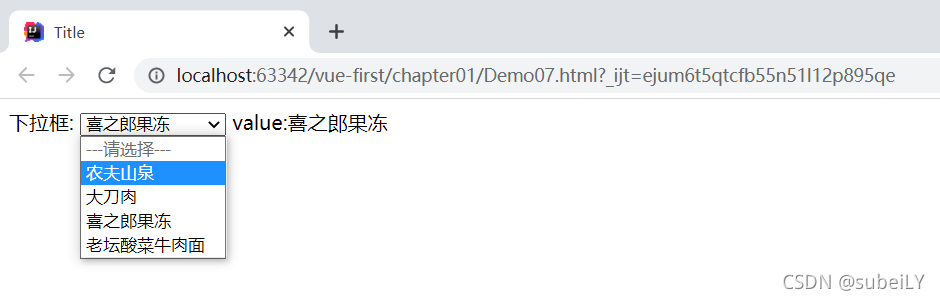 Title
localhost:63342/vue-first/chapter01/Demo07.html?_ijt=ejum6t5qtcfb55n51l12p895qe
下拉框: 喜之郎果冻 value:喜之郎果冻
---请选择---
农夫山泉
大刀肉
喜之郎果冻
老坛酸菜牛肉面
CSDN @subeiLY